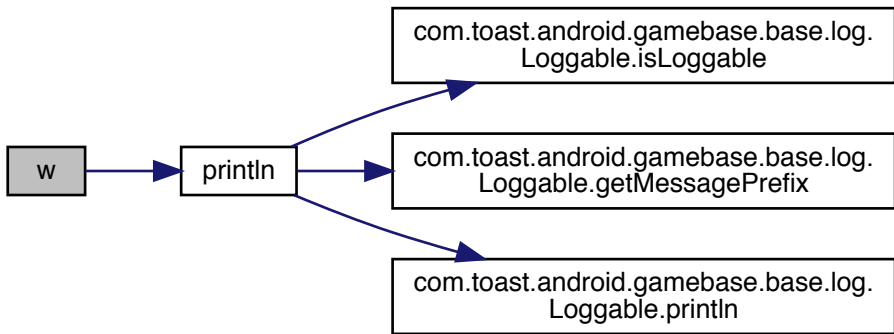 com.toast.android.gamebase.base.log.
Loggable.isLoggable
w
println
com.toast.android.gamebase.base.log.
Loggable.getMessagePrefix
com.toast.android.gamebase.base.log.
Loggable.println